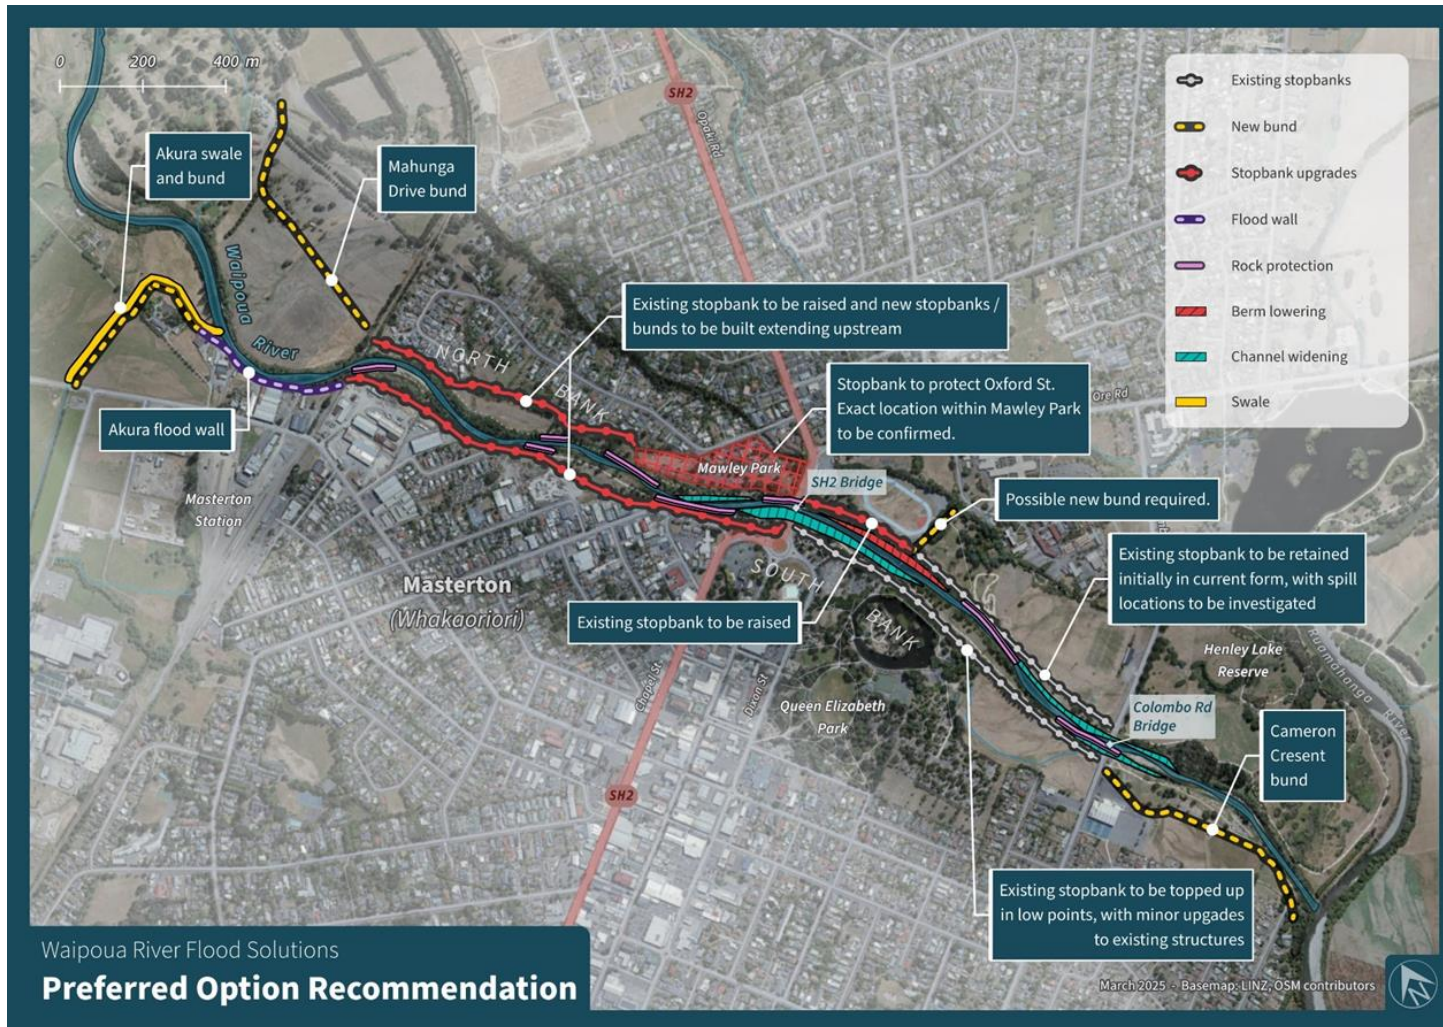 0 200 400 m
SH2
Opaki Rd
Existing stopbanks
New bund
Stopbank upgrades
Flood wall
Rock protection
Berm lowering
Channel widening
Swale
Akura swale
and bund
Mahunga
Drive bund
Waipoua
River
Existing stopbank to be raised and new stopbanks /
bunds to be built extending upstream
NORTH
BANK
Stopbank to protect Oxford St.
Exact location within Mawley Park
to be confirmed.
Ore Rd
Akura flood wall
Mawley Park
SH2 Bridge
Masterton
Station
Possible new bund required.
Existing stopbank to be retained
initially in current form, with spill
locations to be investigated
Masterton
(Whakaoriori)
SOUTH
BANK
Existing stopbank to be raised
Henley Lake
Reserve
Ruamahanga River
Chapel St
Dixon St
Queen Elizabeth
Park
Colombo Rd
Bridge
Cameron
Cresent
bund
SH2
Existing stopbank to be topped up
in low points, with minor upgades
to existing structures
Waipoua River Flood Solutions
Preferred Option Recommendation
March 2025 - Basemap: LINZ, OSM contributors
N